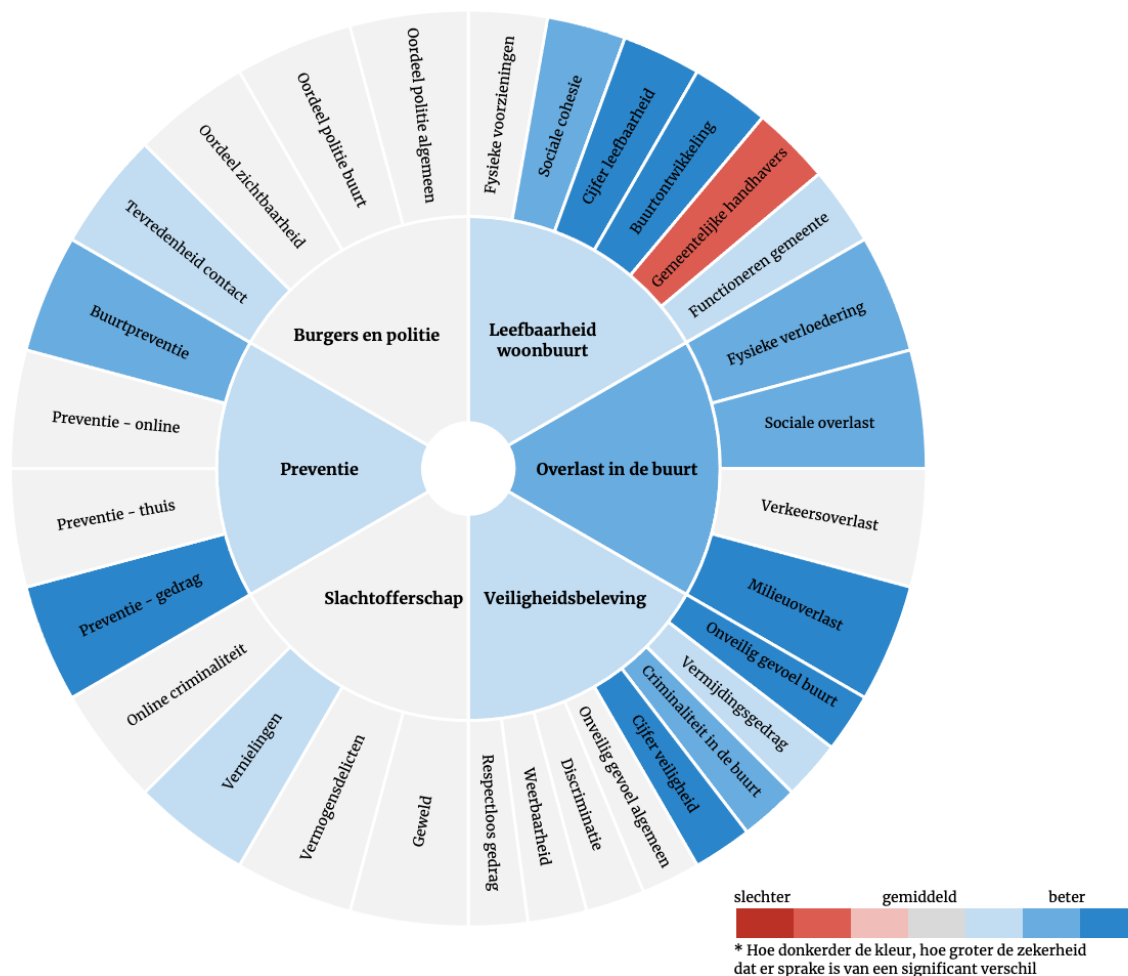 Fysieke voorzieningen
Sociale cohesie
Cijfer leefbaarheid
Buurtontwikkeling
Gemeentelijke handhavers
Functioneren gemeente
Fysieke verloedering
Sociale overlast
Verkeersoverlast
Milieuoverlast
Onveilig gevoel buurt
Vermijdingsgedrag
Criminaliteit in de buurt
Cijfer veiligheid
Onveilig gevoel algemeen
Discriminatie
Weerbaarheid
Respectloos gedrag
Geweld
Vermogensdelicten
Vernielingen
Online criminaliteit
Preventie - gedrag
Preventie - thuis
Preventie - online
Buurtpreventie
Tevredenheid contact
Oordeel zichtbaarheid
Oordeel politie buurt
Oordeel politie algemeen
Leefbaarheid
woonbuurt
Overlast in de buurt
Veiligheidsbeleving
Slachtofferschap
Preventie
Burgers en politie
slechter
gemiddeld
beter
* Hoe donkerder de kleur, hoe groter de zekerheid
dat er sprake is van een significant verschil